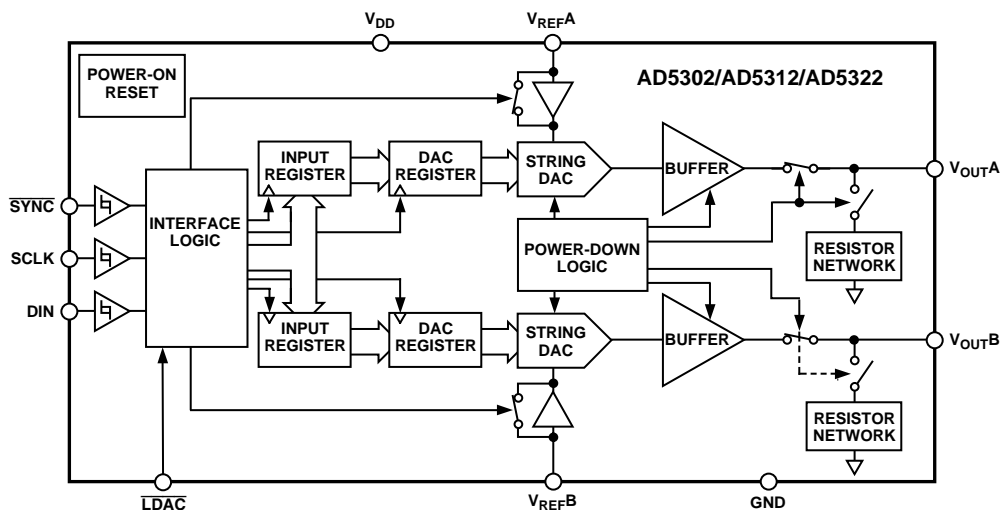 VDD
VREFA
POWER-ON
RESET
AD5302/AD5312/AD5322
INPUT
REGISTER
DAC
REGISTER
STRING
DAC
BUFFER
VOUTA
SYNC
SCLK
DIN
INTERFACE
LOGIC
POWER-DOWN
LOGIC
RESISTOR
NETWORK
INPUT
REGISTER
DAC
REGISTER
STRING
DAC
BUFFER
VOUTB
RESISTOR
NETWORK
LDAC
VREFB
GND